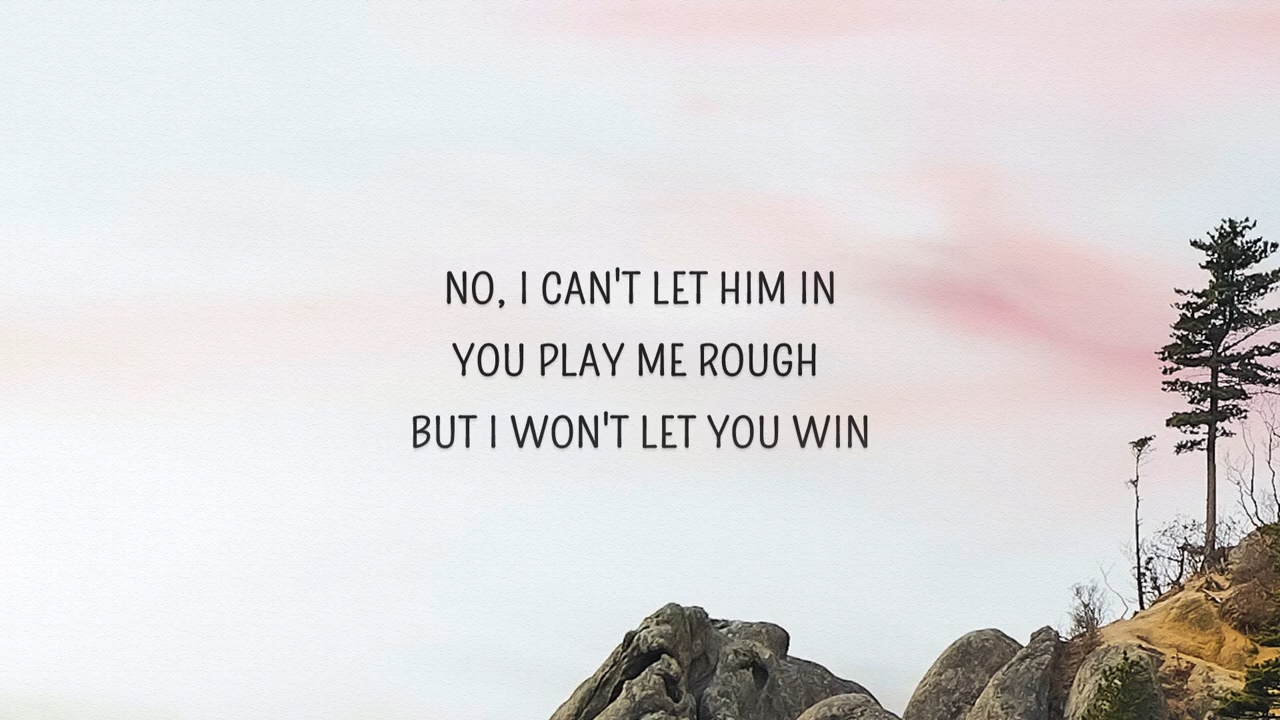 NO, I CAN'T LET HIM IN
YOU PLAY ME ROUGH
BUT I WON'T LET YOU WIN